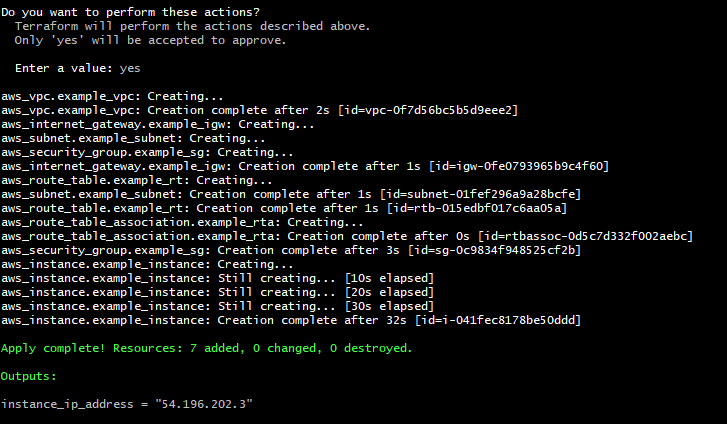 Do you want to perform these actions?
  Terraform will perform the actions described above.
  Only 'yes' will be accepted to approve.

  Enter a value: yes

aws_vpc.example_vpc: Creating...
aws_vpc.example_vpc: Creation complete after 2s [id=vpc-0f7d56bc5b5d9eee2]
aws_internet_gateway.example_igw: Creating...
aws_subnet.example_subnet: Creating...
aws_security_group.example_sg: Creating...
aws_internet_gateway.example_igw: Creation complete after 1s [id=igw-0fe0793965b9c4f60]
aws_route_table.example_rt: Creating...
aws_subnet.example_subnet: Creation complete after 1s [id=subnet-01fef296a9a28bcfe]
aws_route_table.example_rt: Creation complete after 1s [id=rtb-015edbf017c6aa05a]
aws_route_table_association.example_rta: Creating...
aws_route_table_association.example_rta: Creation complete after 0s [id=rtbassoc-0d5c7d332f002aebc]
aws_security_group.example_sg: Creation complete after 3s [id=sg-0c9834f948525cf2b]
aws_instance.example_instance: Creating...
aws_instance.example_instance: Still creating... [10s elapsed]
aws_instance.example_instance: Still creating... [20s elapsed]
aws_instance.example_instance: Still creating... [30s elapsed]
aws_instance.example_instance: Creation complete after 32s [id=i-041fec8178be50ddd]

Apply complete! Resources: 7 added, 0 changed, 0 destroyed.

Outputs:

instance_ip_address = "54.196.202.3"